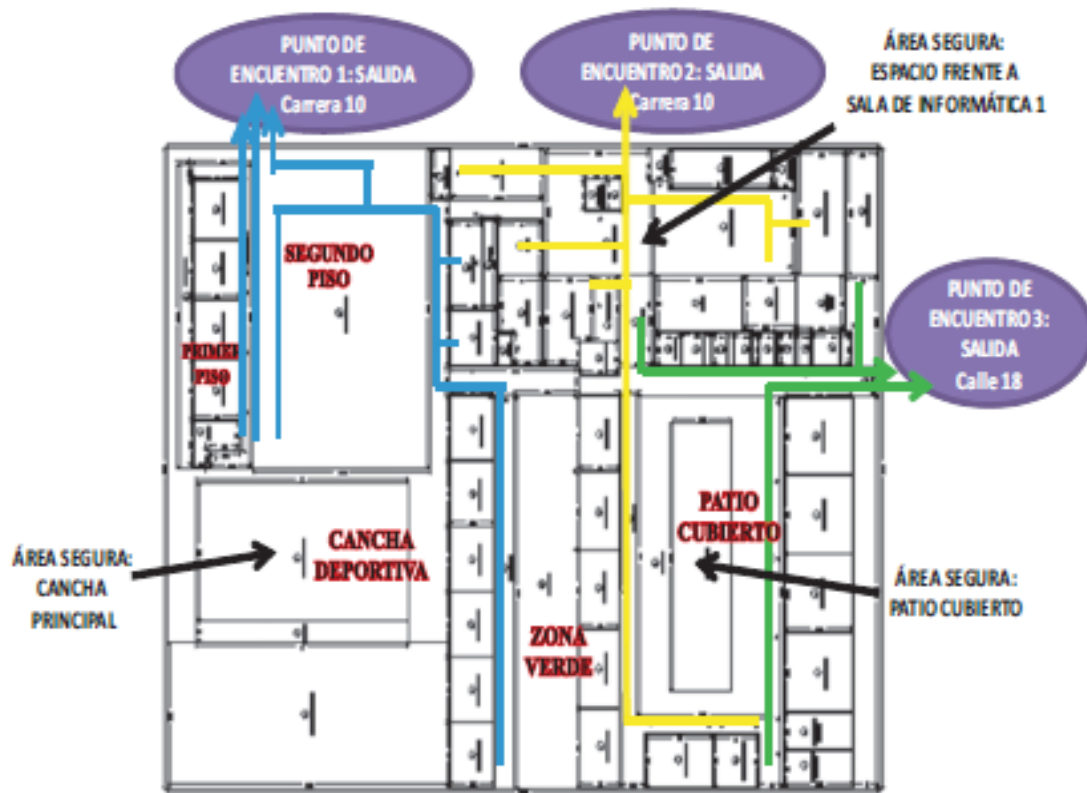 PUNTO DE
ENCUENTRO 1: SALIDA
Carrera 10
PUNTO DE
ENCUENTRO 2: SALIDA
Carrera 10
ÁREA SEGURA:
ESPACIO FRENTE A
SALA DE INFORMÁTICA 1
SEGUNDO
PISO
PRIMER
PISO
PUNTO DE
ENCUENTRO 3:
SALIDA
Calle 18
CANCHA
DEPORTIVA
PATIO
CUBIERTO
ÁREA SEGURA:
CANCHA
PRINCIPAL
ÁREA SEGURA:
PATIO CUBIERTO
ZONA
VERDE